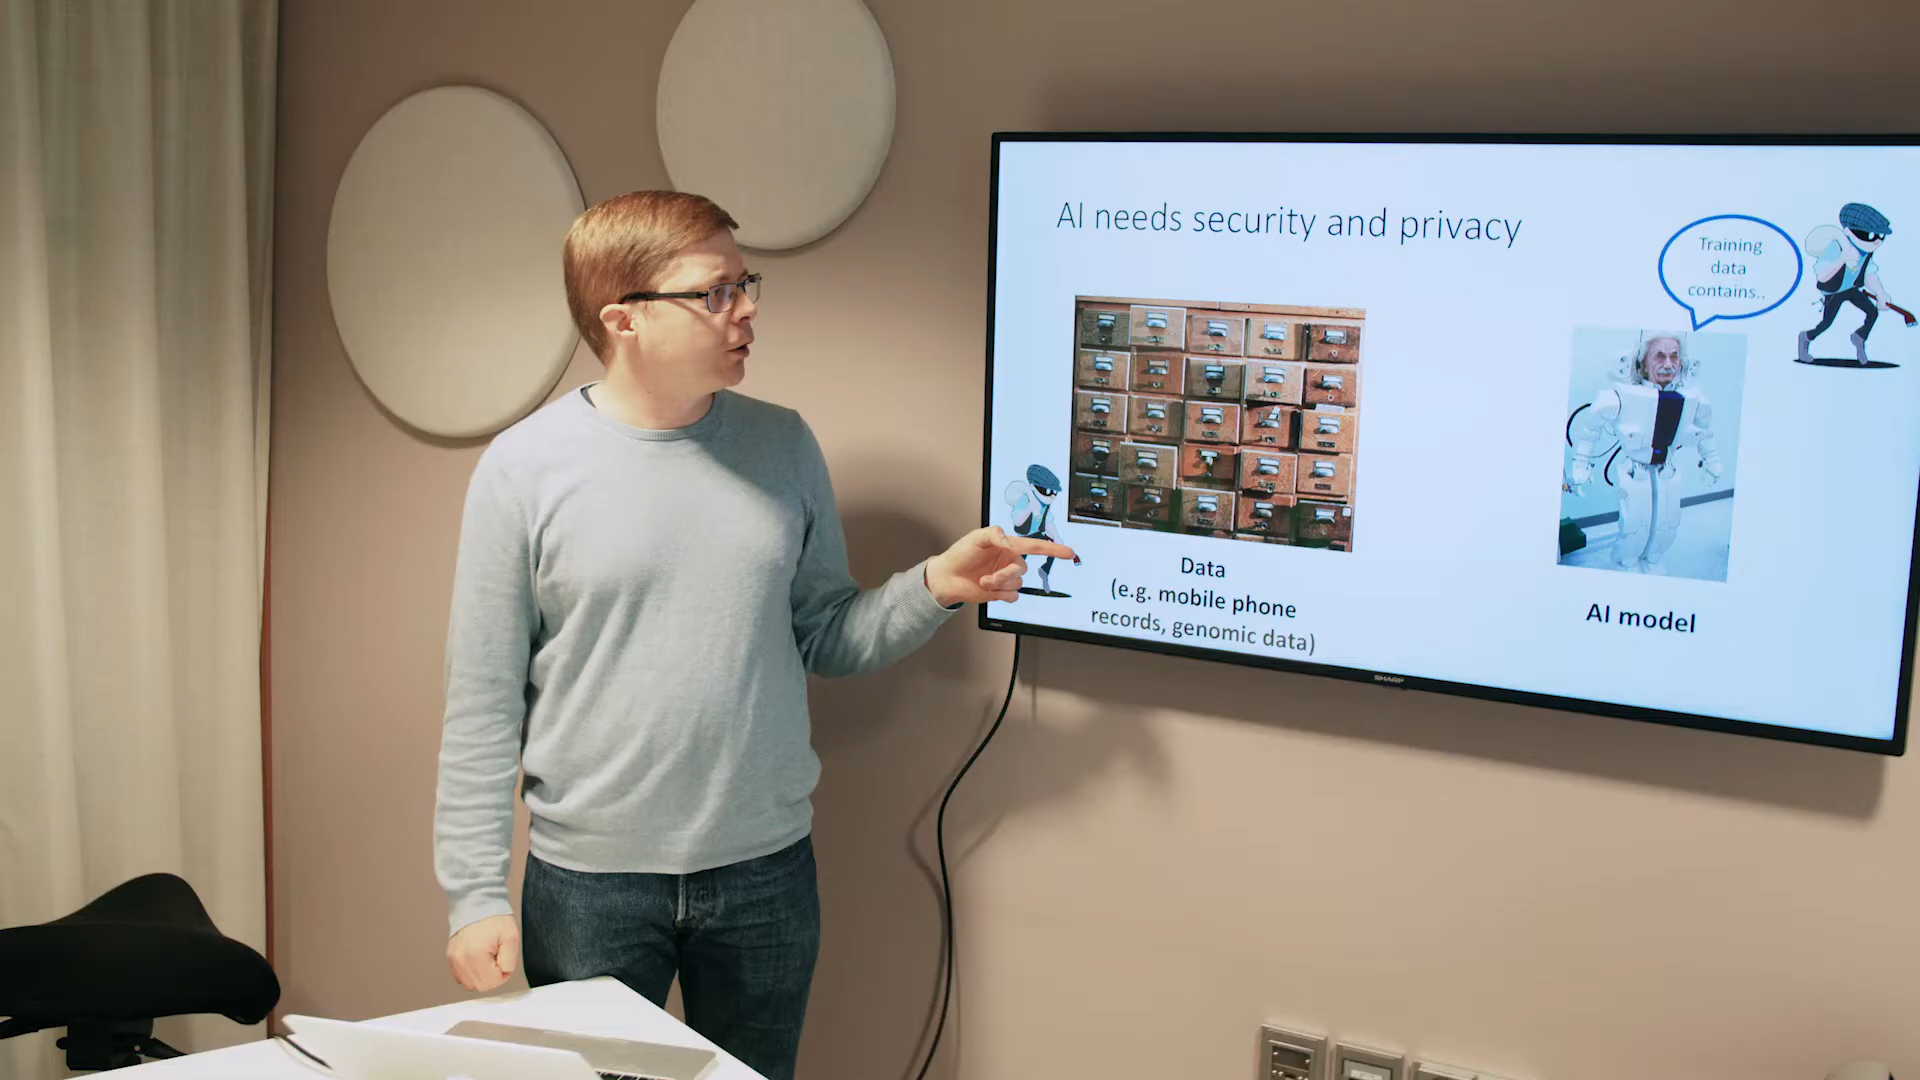 AI needs security and privacy
Training
data
contains..
Data
(e.g. mobile phone
records, genomic data)
AI model
SHARP